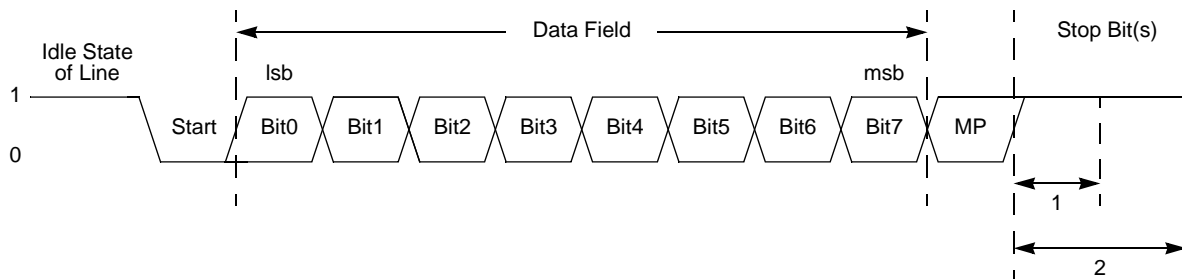 Data Field
Stop Bit(s)
Idle State
of Line
lsb
msb
1
Start
Bit0
Bit1
Bit2
Bit3
Bit4
Bit5
Bit6
Bit7
MP
0
1
2